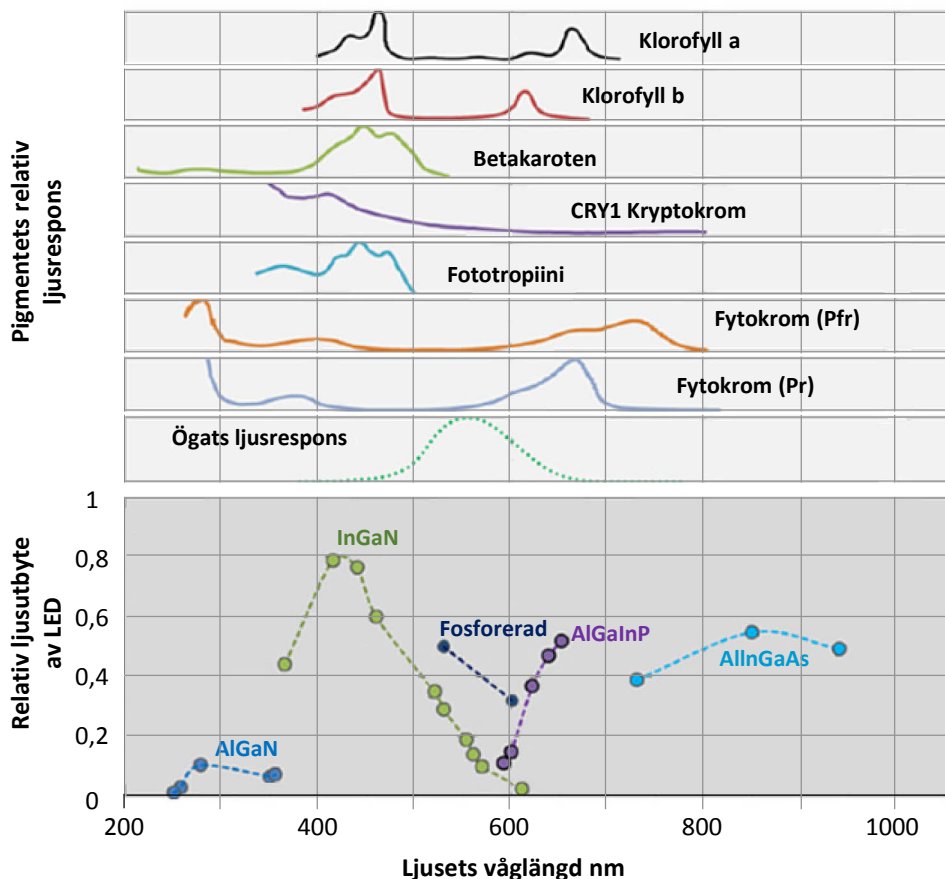 Klorofyll a
Klorofyll b
Betakaroten
CRY1 Kryptokrom
Fototropiini
Fytokrom (Pfr)
Fytokrom (Pr)
Ögats ljusrespons
Pigmentets relativ
ljusrespons
1
0,8
0,6
0,4
0,2
0
Relativ ljusutbyte
av LED
InGaN
Fosforerad
AlGaInP
AllnGaAs
AlGaN
200 400 600 800 1000
Ljusets våglängd nm